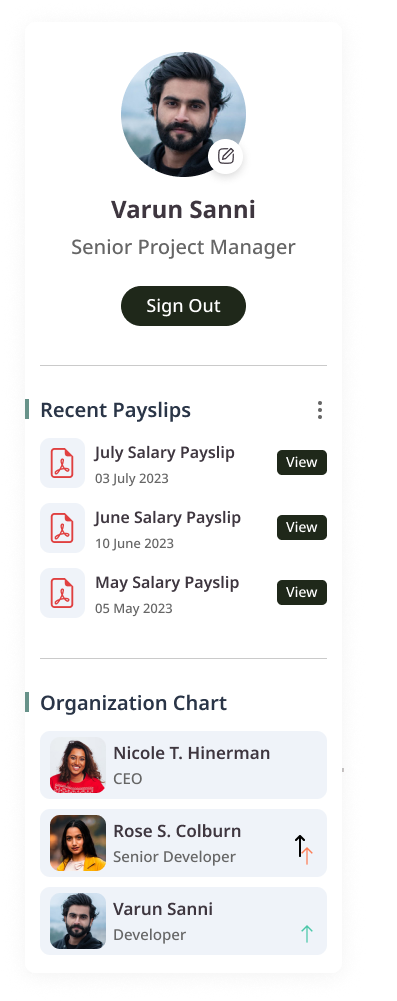 Varun Sanni
Senior Project Manager
Sign Out
Recent Payslips
July Salary Payslip
03 July 2023
View
June Salary Payslip
10 June 2023
View
May Salary Payslip
05 May 2023
View
Organization Chart
Nicole T. Hinerman
CEO
Rose S. Colburn
Senior Developer
Varun Sanni
Developer